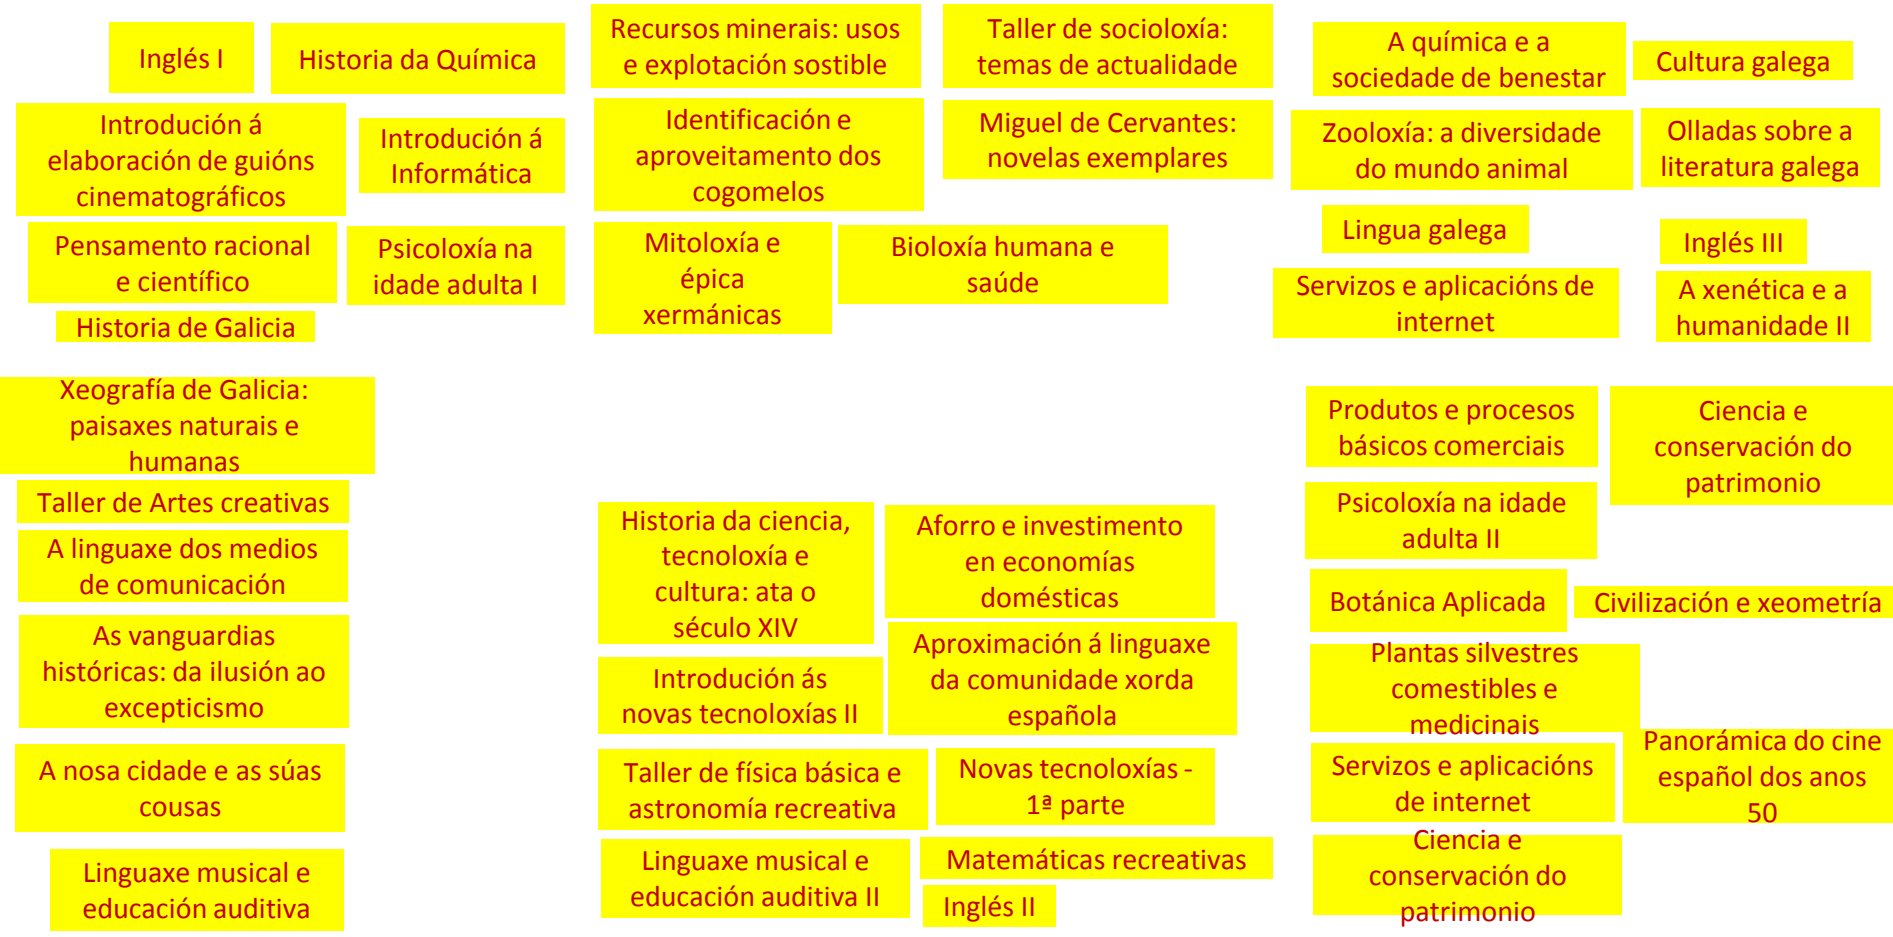 Inglés I
Historia da Química
Introdución á
elaboración de guións
cinematográficos
Introdución á
Informática
Pensamento racional
e científico
Psicoloxía na
idade adulta I
Historia de Galicia
Recursos minerais: usos
e explotación sostible
Taller de socioloxía:
temas de actualidade
Identificación e
aproveitamento dos
cogomelos
Miguel de Cervantes:
novelas exemplares
Mitoloxía e
épica
xermánicas
Bioloxía humana e
saúde
A química e a
sociedade de benestar
Cultura galega
Zooloxía: a diversidade
do mundo animal
Olladas sobre a
literatura galega
Lingua galega
Inglés III
Servizos e aplicacións de
internet
A xenética e a
humanidade II
Xeografía de Galicia:
paisaxes naturais e
humanas
Taller de Artes creativas
A linguaxe dos medios
de comunicación
As vanguardias
históricas: da ilusión ao
excepticismo
A nosa cidade e as súas
cousas
Linguaxe musical e
educación auditiva
Historia da ciencia,
tecnoloxía e
cultura: ata o
século XIV
Aforro e investimento
en economías
domésticas
Introdución ás
novas tecnoloxías II
Aproximación á linguaxe
da comunidade xorda
española
Taller de física básica e
astronomía recreativa
Novas tecnoloxías -
1ª parte
Linguaxe musical e
educación auditiva II
Matemáticas recreativas
Inglés II
Produtos e procesos
básicos comerciais
Ciencia e
conservación do
patrimonio
Psicoloxía na idade
adulta II
Botánica Aplicada
Civilización e xeometría
Plantas silvestres
comestibles e
medicinais
Servizos e aplicacións
de internet
Panorámica do cine
español dos anos
50
Ciencia e
conservación do
patrimonio